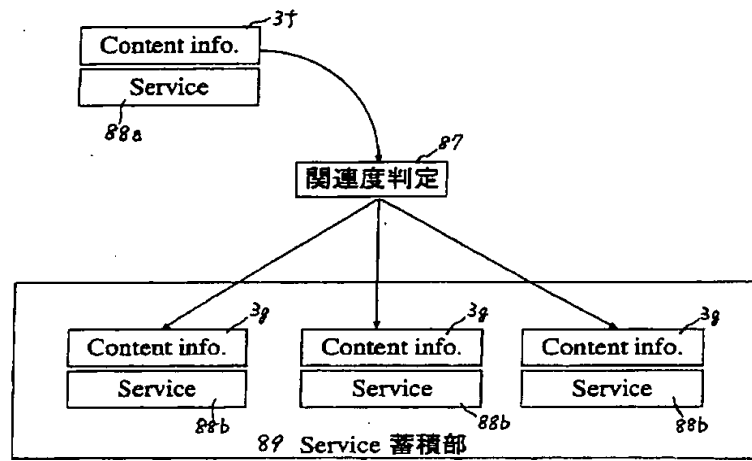 3f
Content info.
Service
88a
87
関連度判定
3g
3g
3g
Content info.
Content info.
Content info.
Service
Service
Service
88b
88b
88b
89 Service 蓄積部